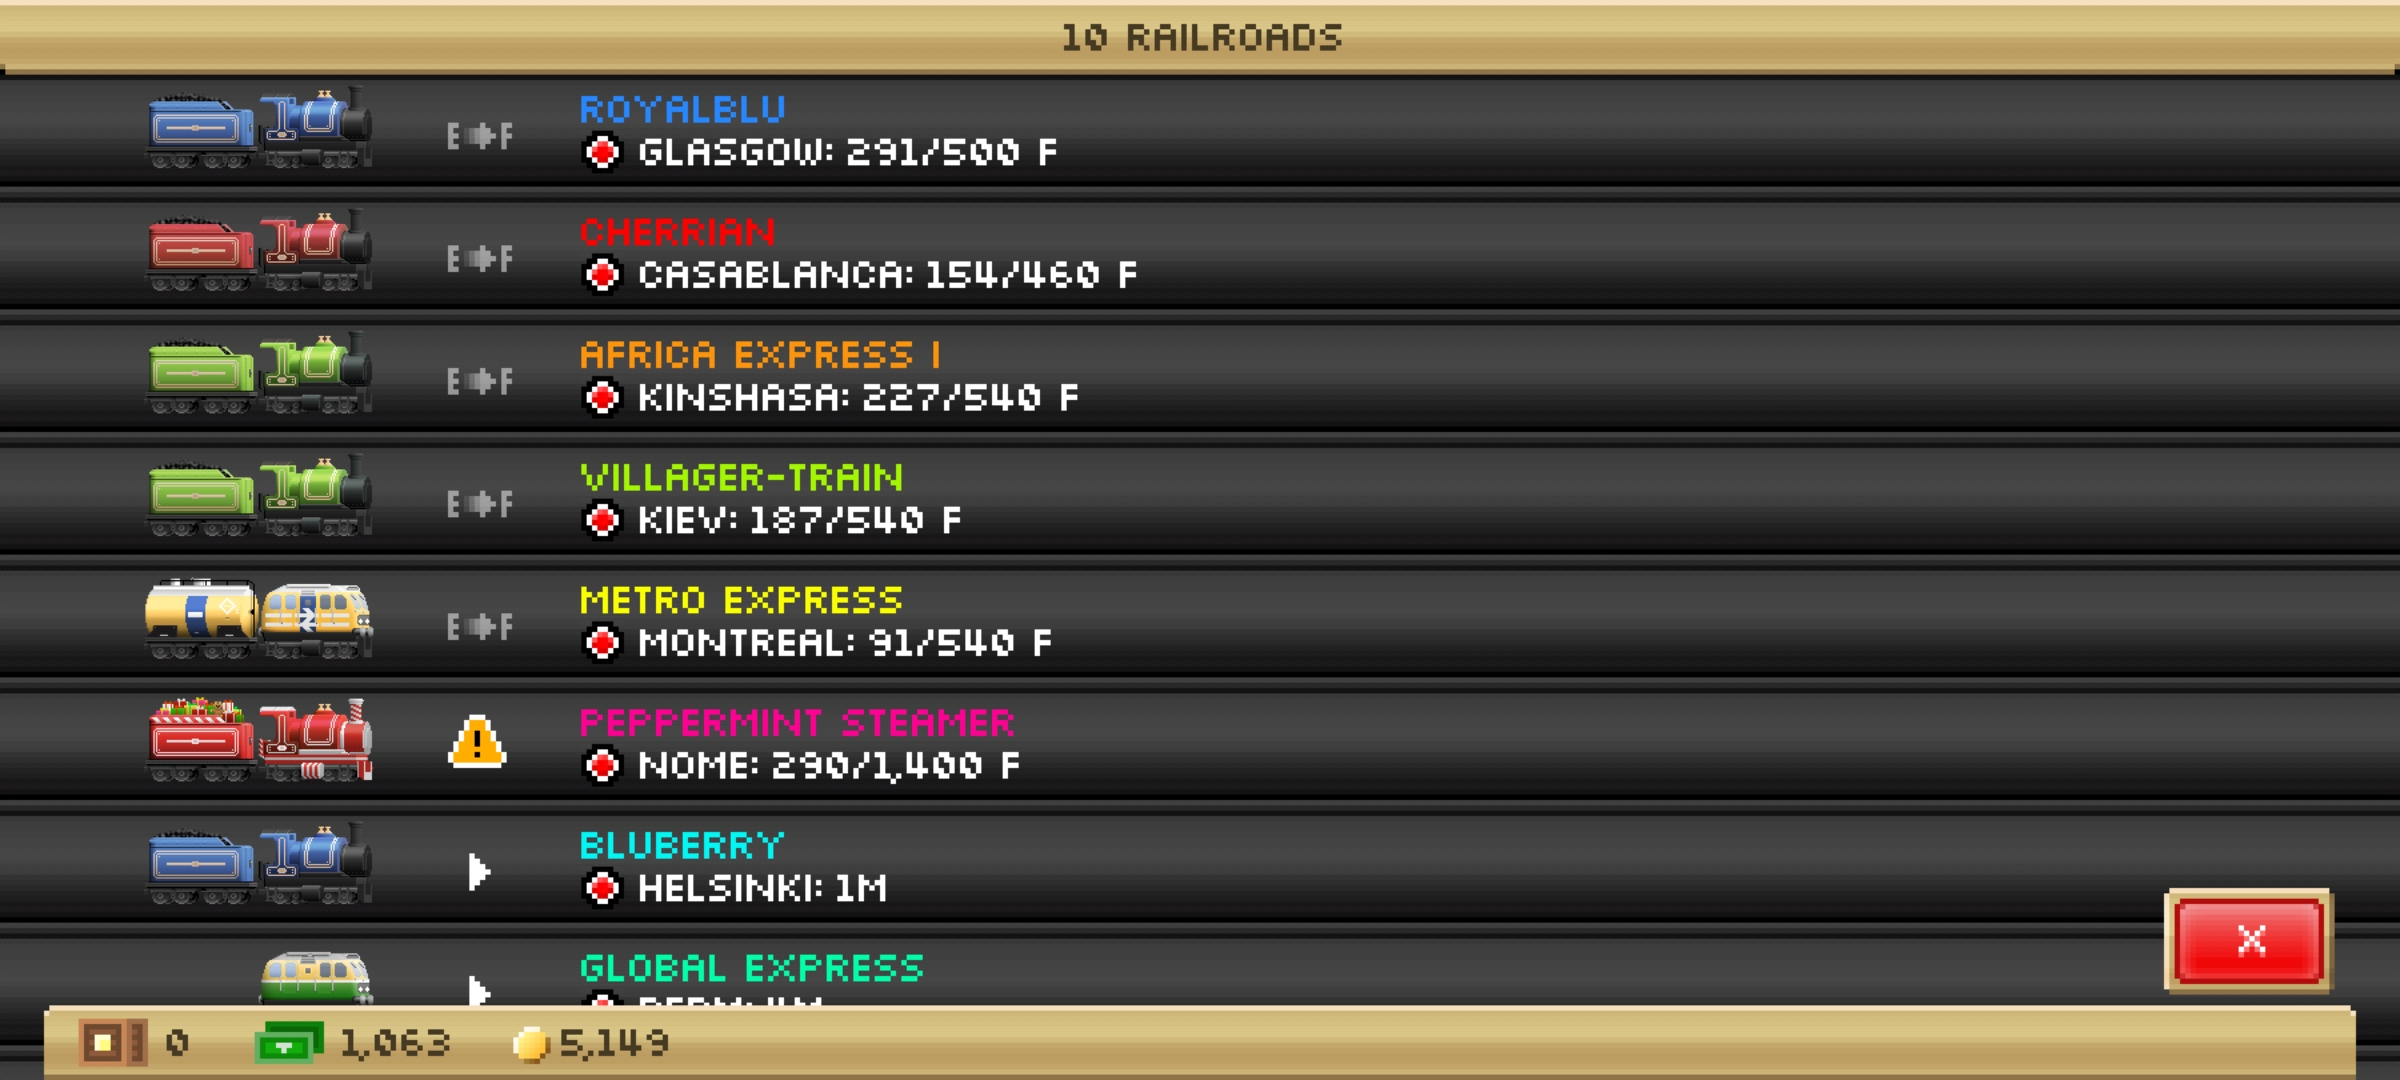 10 RAILROADS
ROYALBLU
E F GLASGOW: 291/500 F
CHERRIAN
E F CASABLANCA: 154/460 F
AFRICA EXPRESS I
E F KINSHASA: 227/540 F
VILLAGER-TRAIN
E F KIEV: 187/540 F
METRO EXPRESS
E F MONTREAL: 91/540 F
PEPPERMINT STEAMER
! NOME: 290/1,400 F
BLUBERRY
HELSINKI: 1M
GLOBAL EXPRESS
X
0 1,063 5,149